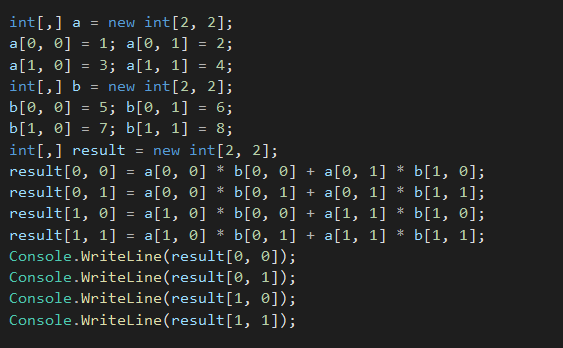 int[,] a = new int[2, 2];
a[0, 0] = 1; a[0, 1] = 2;
a[1, 0] = 3; a[1, 1] = 4;
int[,] b = new int[2, 2];
b[0, 0] = 5; b[0, 1] = 6;
b[1, 0] = 7; b[1, 1] = 8;
int[,] result = new int[2, 2];
result[0, 0] = a[0, 0] * b[0, 0] + a[0, 1] * b[1, 0];
result[0, 1] = a[0, 0] * b[0, 1] + a[0, 1] * b[1, 1];
result[1, 0] = a[1, 0] * b[0, 0] + a[1, 1] * b[1, 0];
result[1, 1] = a[1, 0] * b[0, 1] + a[1, 1] * b[1, 1];
Console.WriteLine(result[0, 0]);
Console.WriteLine(result[0, 1]);
Console.WriteLine(result[1, 0]);
Console.WriteLine(result[1, 1]);